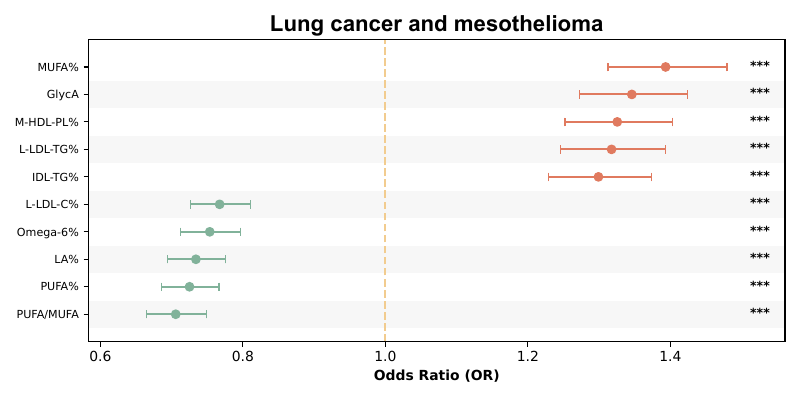 Lung cancer and mesothelioma
MUFA% ***
GlycA ***
M-HDL-PL% ***
L-LDL-TG% ***
IDL-TG% ***
L-LDL-C% ***
Omega-6% ***
LA% ***
PUFA% ***
PUFA/MUFA ***
0.6 0.8 1.0 1.2 1.4
Odds Ratio (OR)